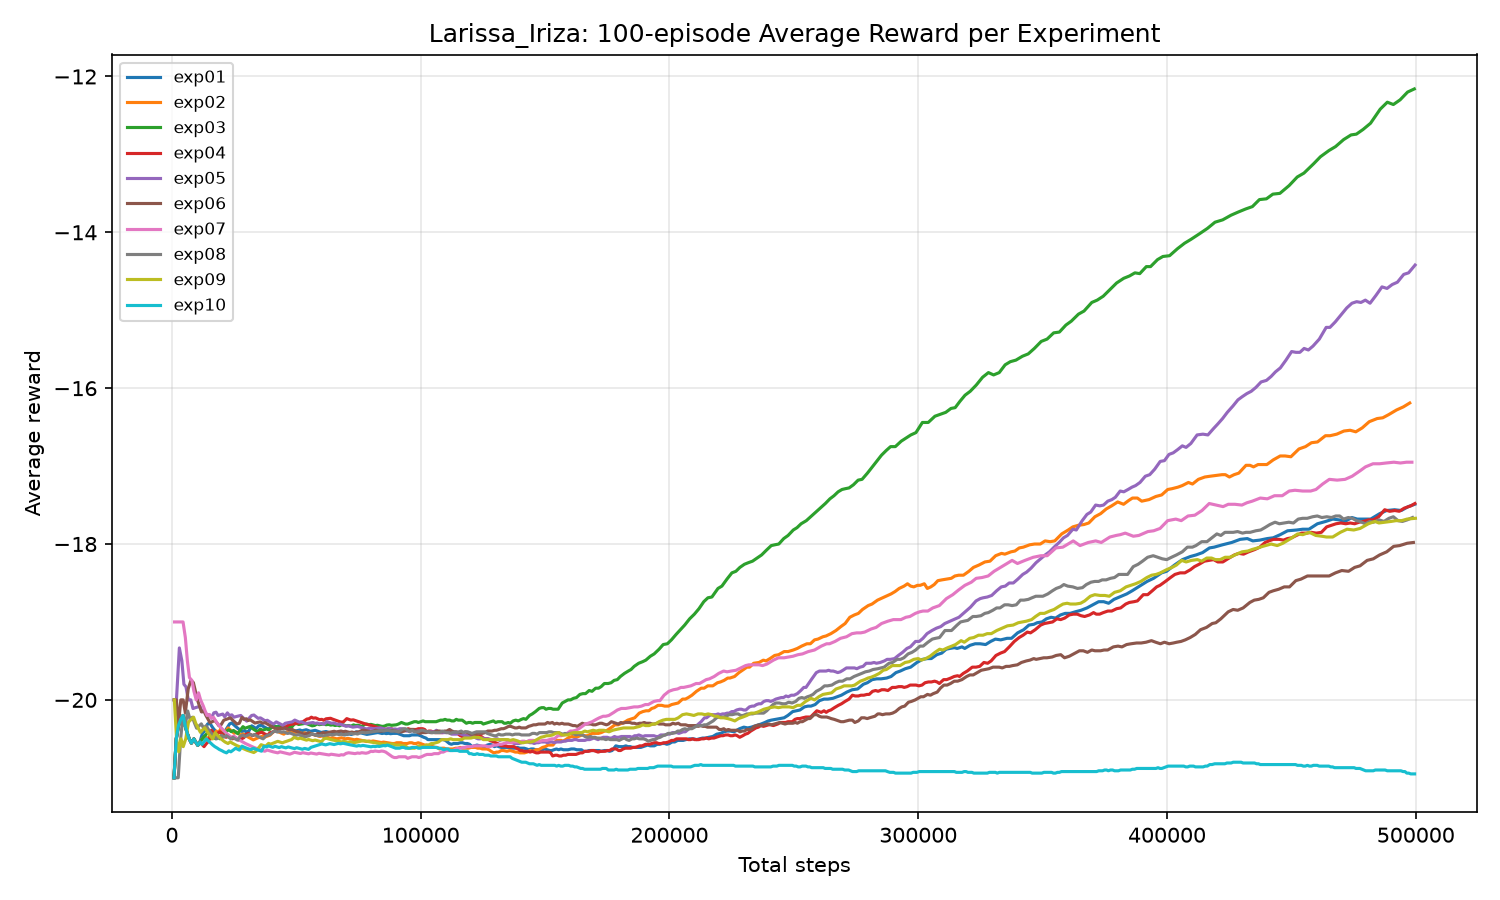 Larissa_Iriza: 100-episode Average Reward per Experiment
−12
−14
−16
−18
−20
Average reward
exp01
exp02
exp03
exp04
exp05
exp06
exp07
exp08
exp09
exp10
0
100000
200000
300000
400000
500000
Total steps